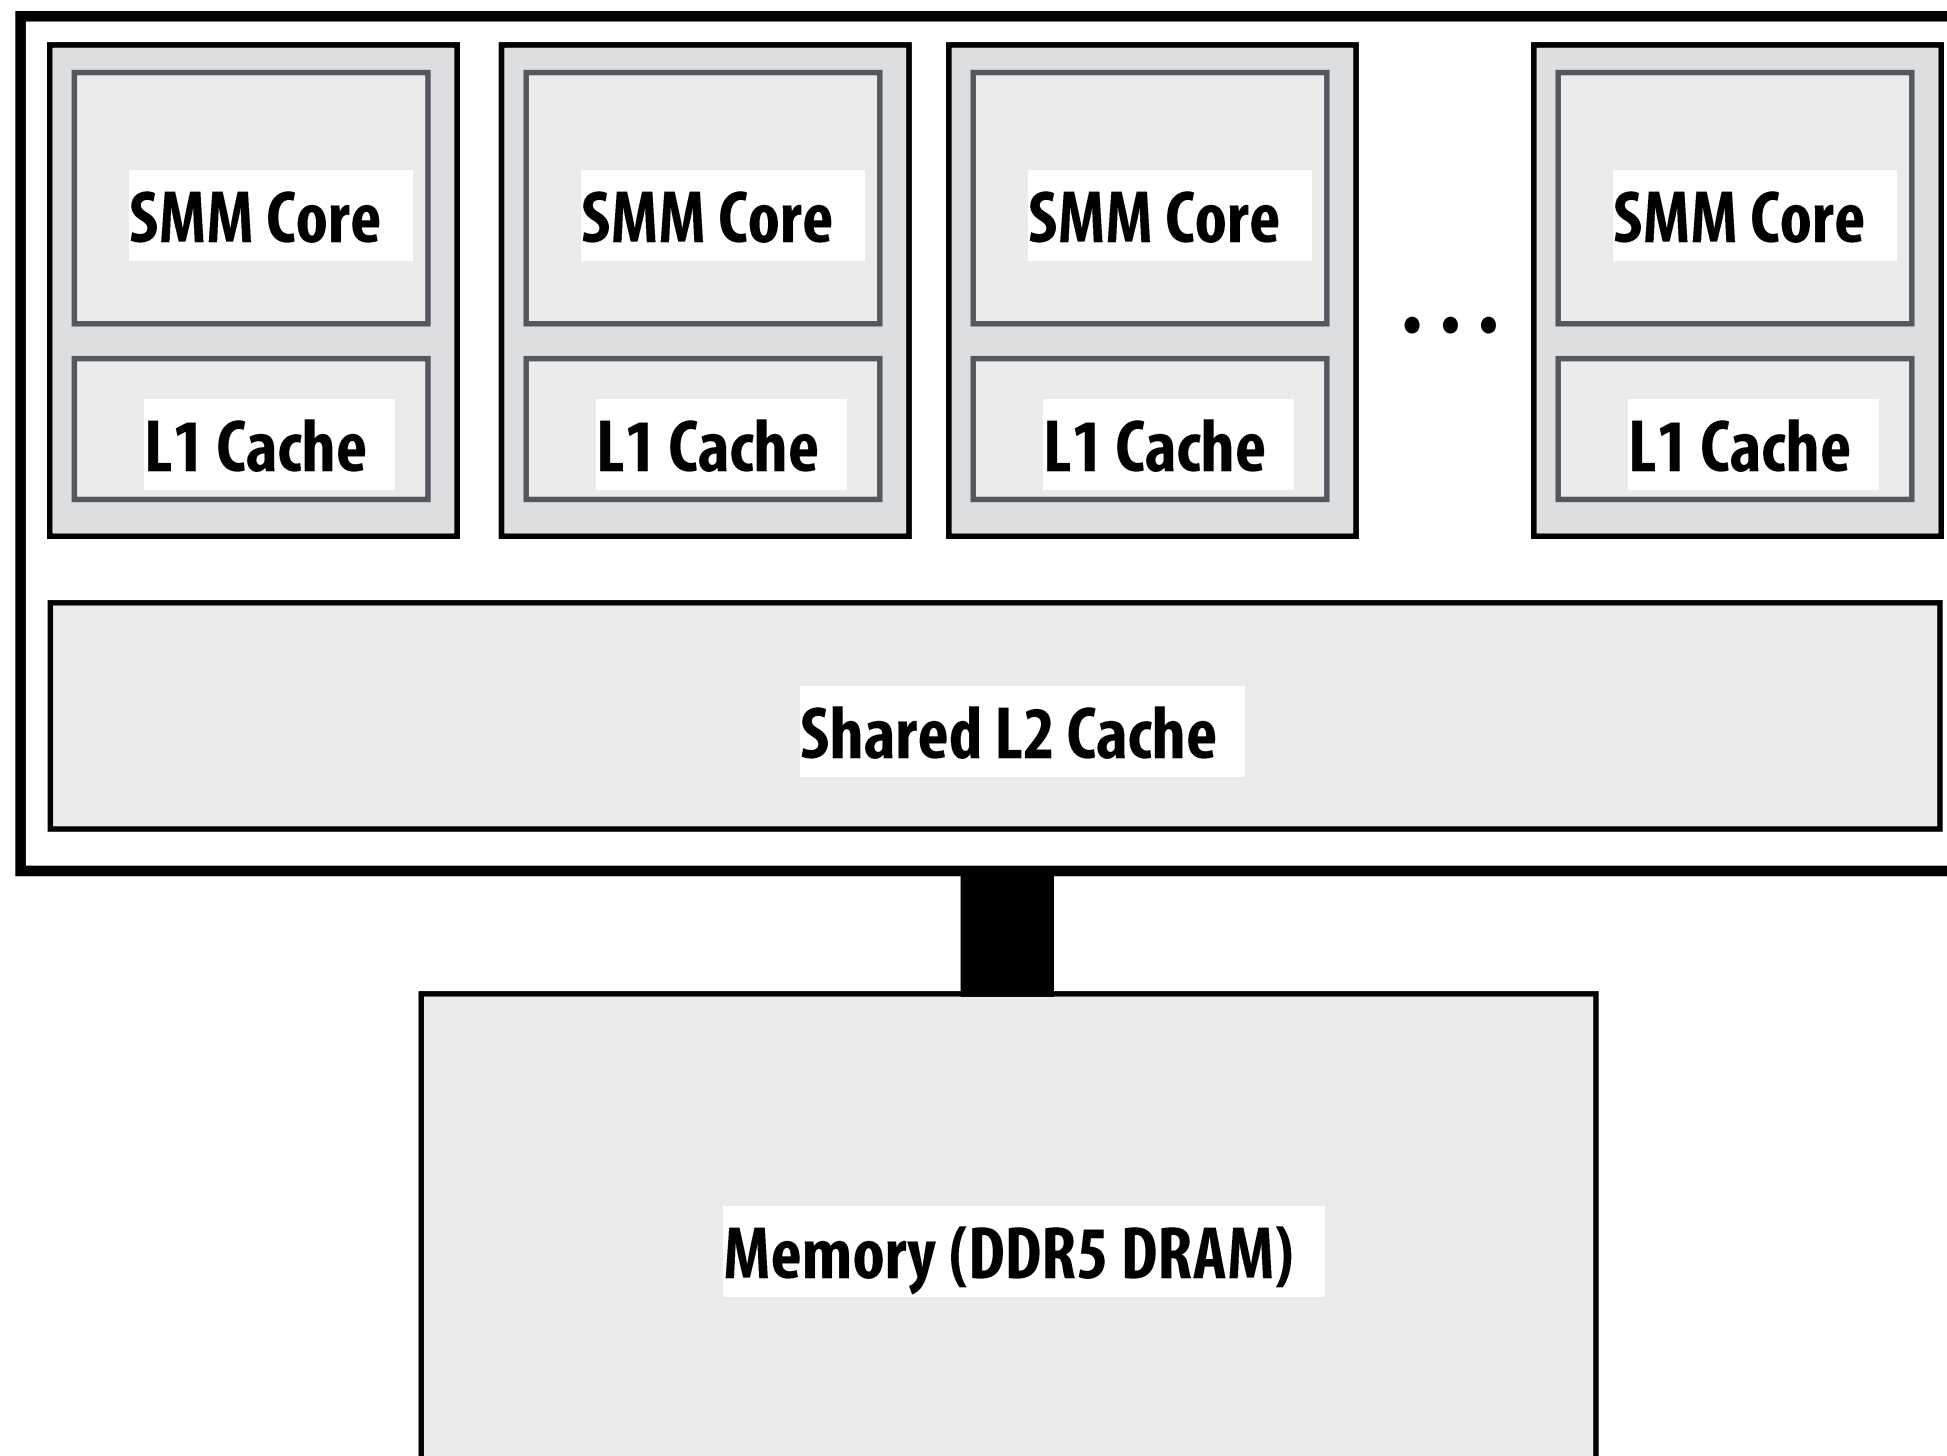 SMM Core
SMM Core
SMM Core
SMM Core
...
L1 Cache
L1 Cache
L1 Cache
L1 Cache
Shared L2 Cache
Memory (DDR5 DRAM)